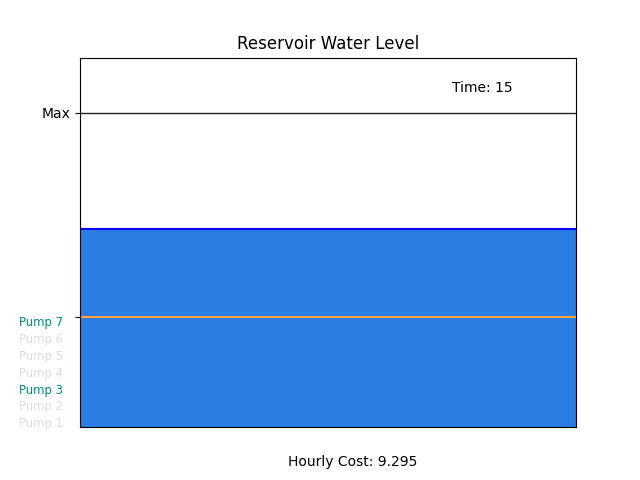 Reservoir Water Level
Time: 15
Max
Pump 7
Pump 6
Pump 5
Pump 4
Pump 3
Pump 2
Pump 1
Hourly Cost: 9.295